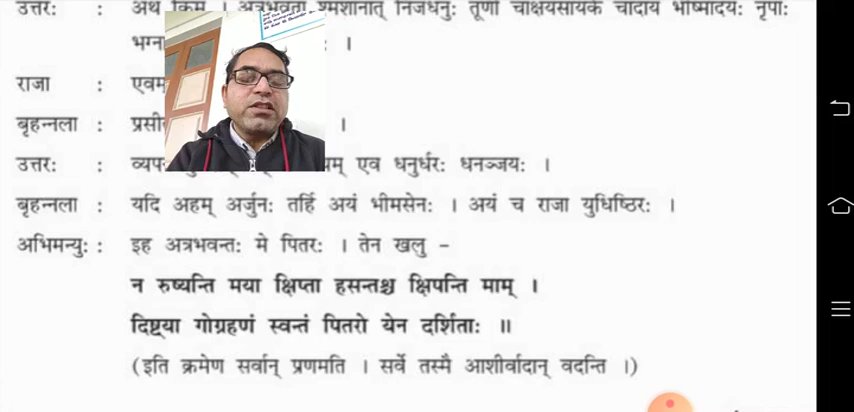 उत्तरः : अथ किम् । अत्रभवता श्मशानात् निजधनुः तूणी चाक्षयसायके चादाय भीष्मादयः नृपाः
भग्न ः ।
राजा : एवम
बृहन्नला : प्रसी ।
उत्तरः : व्यप म् एव धनुर्धरः धनञ्जयः ।
बृहन्नला : यदि अहम् अर्जुनः तर्हि अयं भीमसेनः । अयं च राजा युधिष्ठिरः ।
अभिमन्युः : इह अत्रभवन्तः मे पितरः । तेन खलु -
न रुष्यन्ति मया क्षिप्ता हसन्तश्च क्षिपन्ति माम् ।
दिष्ट्या गोग्रहणं स्वन्तं पितरो येन दर्शिताः ॥
(इति क्रमेण सर्वान् प्रणमति । सर्वे तस्मै आशीर्वादान् वदन्ति ।)